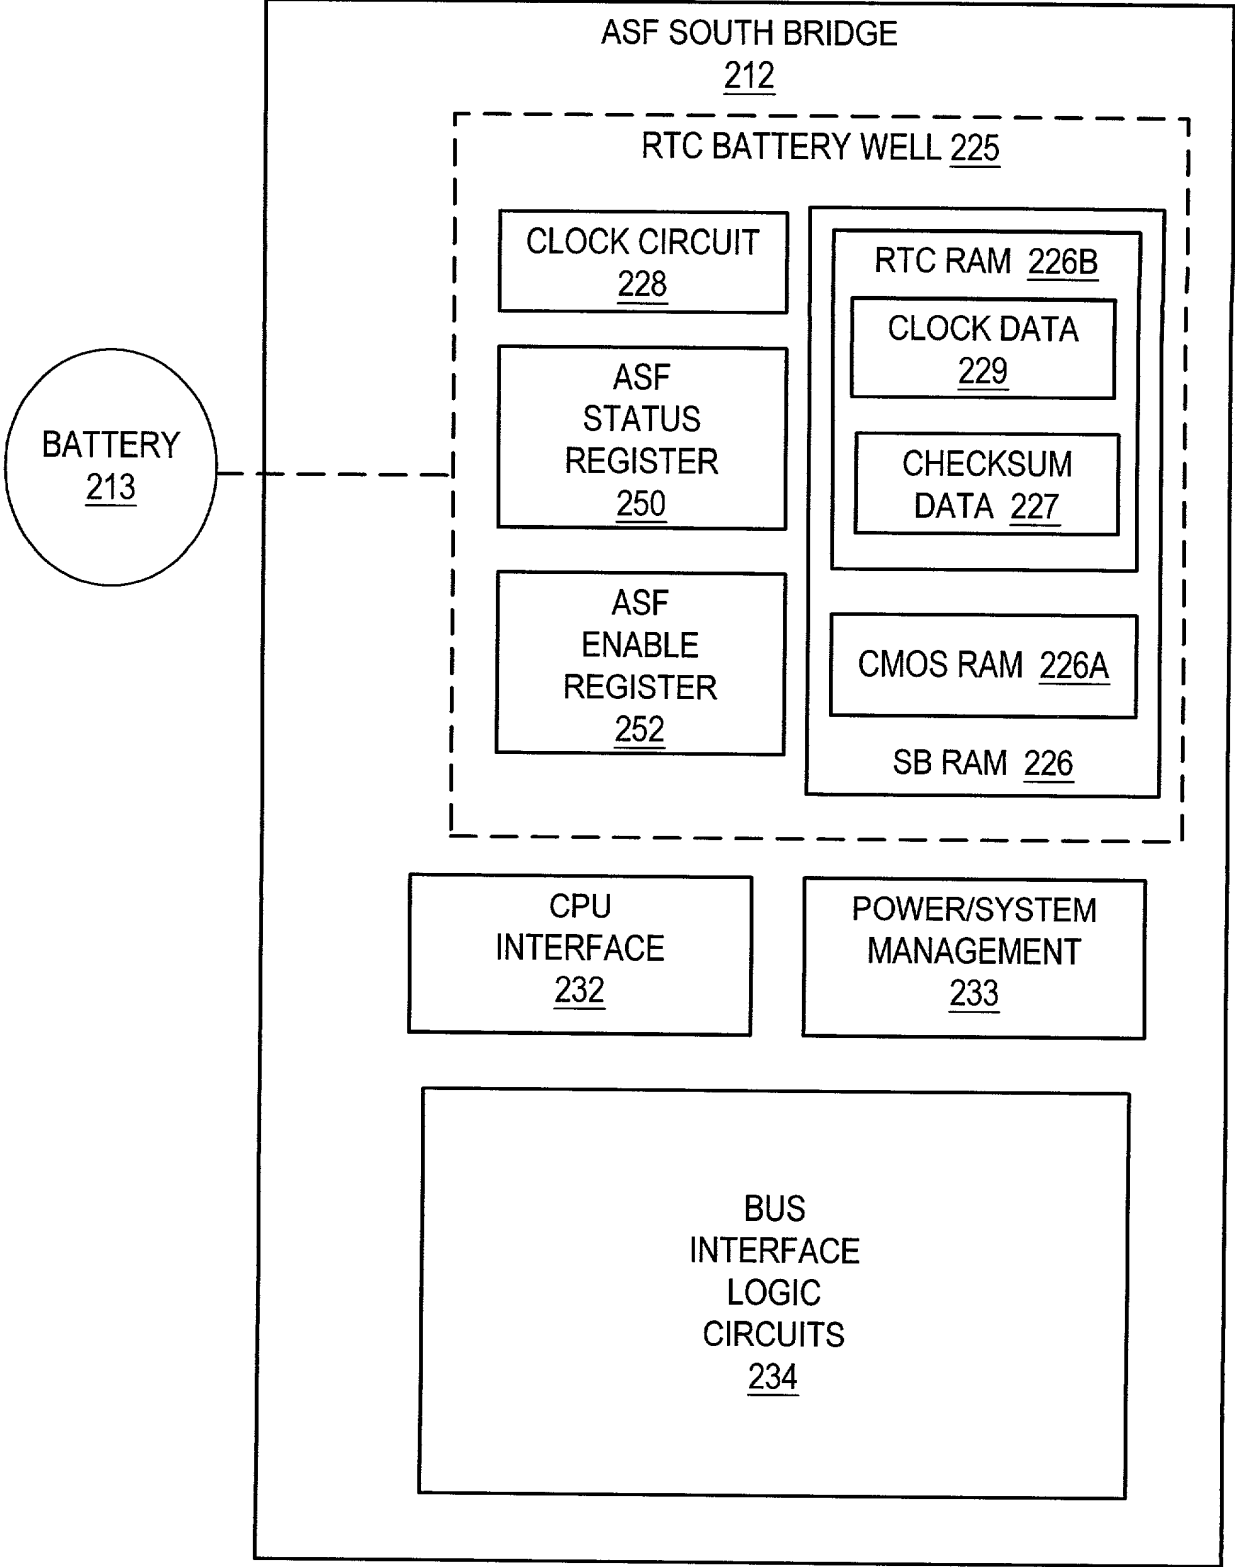 ASF SOUTH BRIDGE
212
RTC BATTERY WELL 225
CLOCK CIRCUIT
228
ASF
STATUS
REGISTER
250
ASF
ENABLE
REGISTER
252
RTC RAM 226B
CLOCK DATA
229
CHECKSUM
DATA 227
CMOS RAM 226A
SB RAM 226
BATTERY
213
CPU
INTERFACE
232
POWER/SYSTEM
MANAGEMENT
233
BUS
INTERFACE
LOGIC
CIRCUITS
234